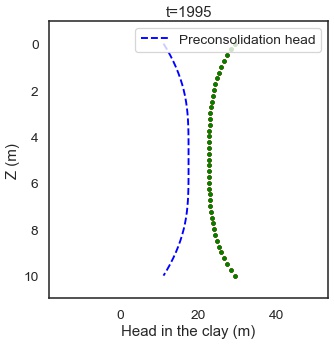 t=1995
Preconsolidation head
0
2
4
6
8
10
Z (m)
0 20 40
Head in the clay (m)